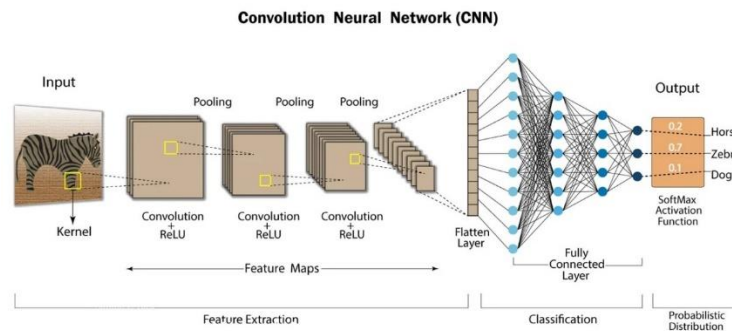 Convolution Neural Network (CNN)
Input
Output
Pooling Pooling Pooling
0.2
0.7
0.1
Hors
Zebr
Dog
Kernel
Convolution
+
ReLU
Convolution
+
ReLU
Convolution
+
ReLU
Flatten
Layer
SoftMax
Activation
Function
Fully
Connected
Layer
Feature Maps
Feature Extraction
Classification
Probabilistic
Distribution